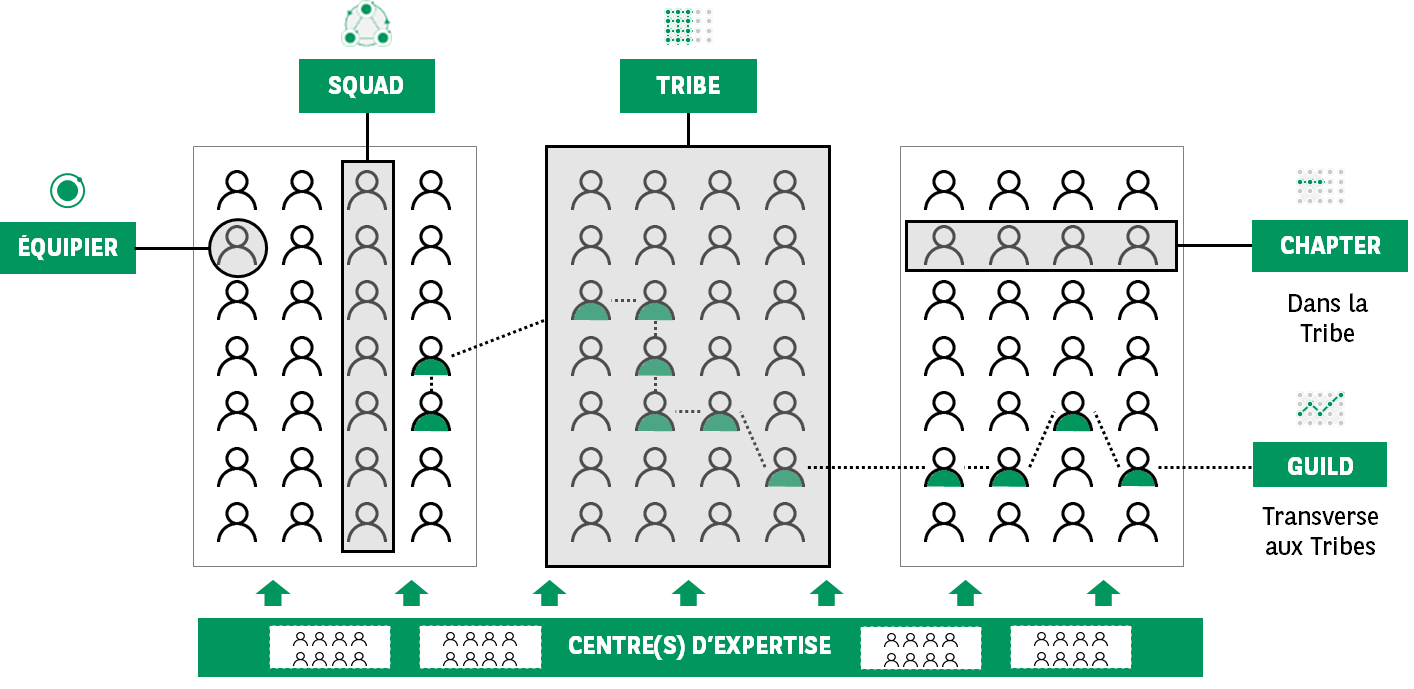 SQUAD
TRIBE
ÉQUIPIER
CHAPTER
Dans la
Tribe
GUILD
Transverse
aux Tribes
CENTRE(S) D'EXPERTISE